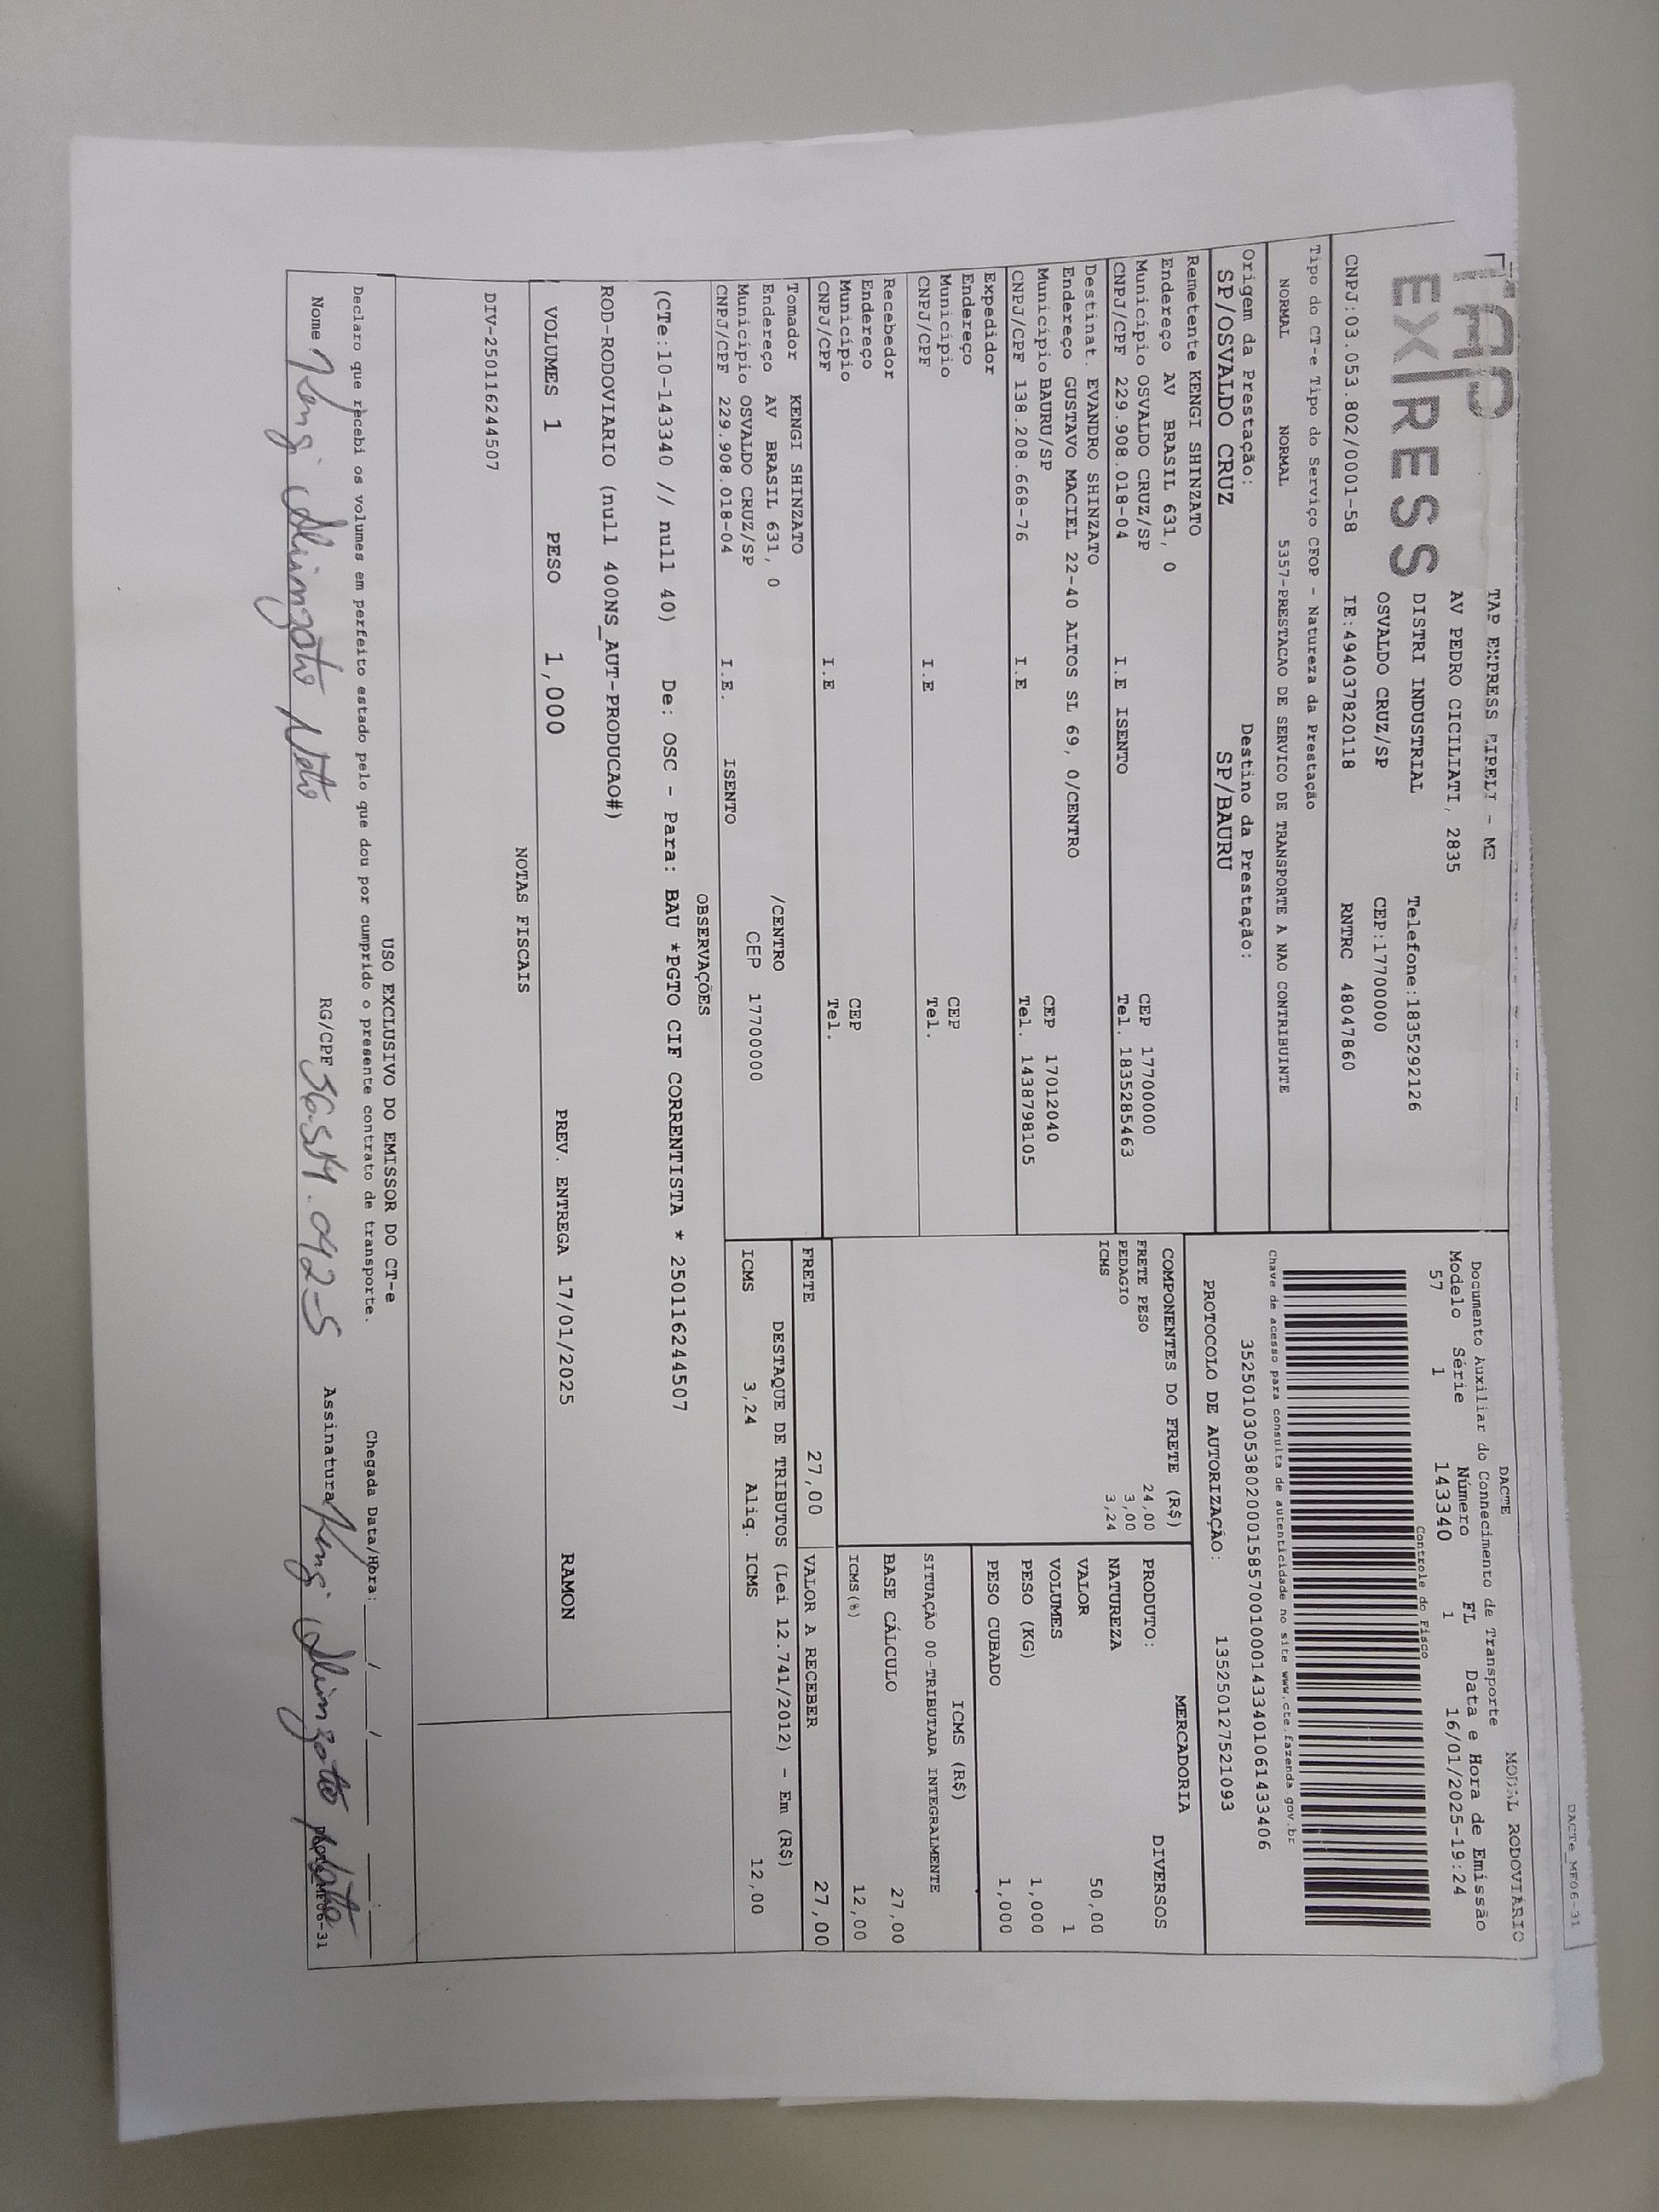 DACTe_MF06-31
TAP
EXPRESS
TAP EXPRESS EIRELI - ME
AV PEDRO CICILIATI, 2835
DISTRI INDUSTRIAL
Telefone:1835292126
OSVALDO CRUZ/SP
CEP:17700000
CNPJ:03.053.802/0001-58
IE:494037820118
RNTRC 48047860
DACTE
MODAL RODOVIÁRIO
Documento Auxiliar do Conhecimento de Transporte
Modelo Série Número FL Data e Hora de Emissão
57 1 143340 1 16/01/2025-19:24
Controle do Fisco
Chave de acesso para consulta de autenticidade no site www.cte.fazenda.gov.br
35250103053802000158570010001433401061433406
PROTOCOLO DE AUTORIZAÇÃO: 135250127521093
Tipo do CT-e Tipo do Serviço CFOP - Natureza da Prestação
NORMAL NORMAL 5357-PRESTACAO DE SERVICO DE TRANSPORTE A NAO CONTRIBUINTE
Origem da Prestação: Destino da Prestação:
SP/OSVALDO CRUZ SP/BAURU
Remetente KENGI SHINZATO
Endereço AV BRASIL 631, 0
Município OSVALDO CRUZ/SP CEP 17700000
CNPJ/CPF 229.908.018-04 I.E ISENTO Tel. 1835285463
Destinat. EVANDRO SHINZATO
Endereço GUSTAVO MACIEL 22-40 ALTOS SL 69, 0/CENTRO
Município BAURU/SP CEP 17012040
CNPJ/CPF 138.208.668-76 I.E Tel. 1438798105
Expedidor
Endereço
Município CEP
CNPJ/CPF I.E Tel.
Recebedor
Endereço
Município CEP
CNPJ/CPF I.E Tel.
Tomador KENGI SHINZATO
Endereço AV BRASIL 631, 0 /CENTRO
Município OSVALDO CRUZ/SP CEP 17700000
CNPJ/CPF 229.908.018-04 I.E. ISENTO
COMPONENTES DO FRETE (R$)
FRETE PESO 24,00
PEDAGIO 3,00
ICMS 3,24
MERCADORIA
PRODUTO: DIVERSOS
NATUREZA
VALOR 50,00
VOLUMES 1
PESO (KG) 1,000
PESO CUBADO 1,000
ICMS (R$)
SITUAÇÃO 00-TRIBUTADA INTEGRALMENTE
BASE CÁLCULO 27,00
ICMS(%) 12,00
FRETE 27,00 VALOR A RECEBER 27,00
DESTAQUE DE TRIBUTOS (Lei 12.741/2012) - Em (R$)
ICMS 3,24 Aliq. ICMS 12,00
OBSERVAÇÕES
(CTe:10-143340 // null 40) De: OSC - Para: BAU *PGTO CIF CORRENTISTA * 250116244507
ROD-RODOVIARIO (null 400NS_AUT-PRODUCAO#)
VOLUMES 1 PESO 1,000 PREV. ENTREGA 17/01/2025 RAMON
NOTAS FISCAIS
DIV-250116244507
USO EXCLUSIVO DO EMISSOR DO CT-e
Declaro que recebi os volumes em perfeito estado pelo que dou por cumprido o presente contrato de transporte. Chegada Data/Hora: ____/____/____ ____:____
Nome Kengi Shinzato Neto RG/CPF Assinatura Kengi Shinzato Neto